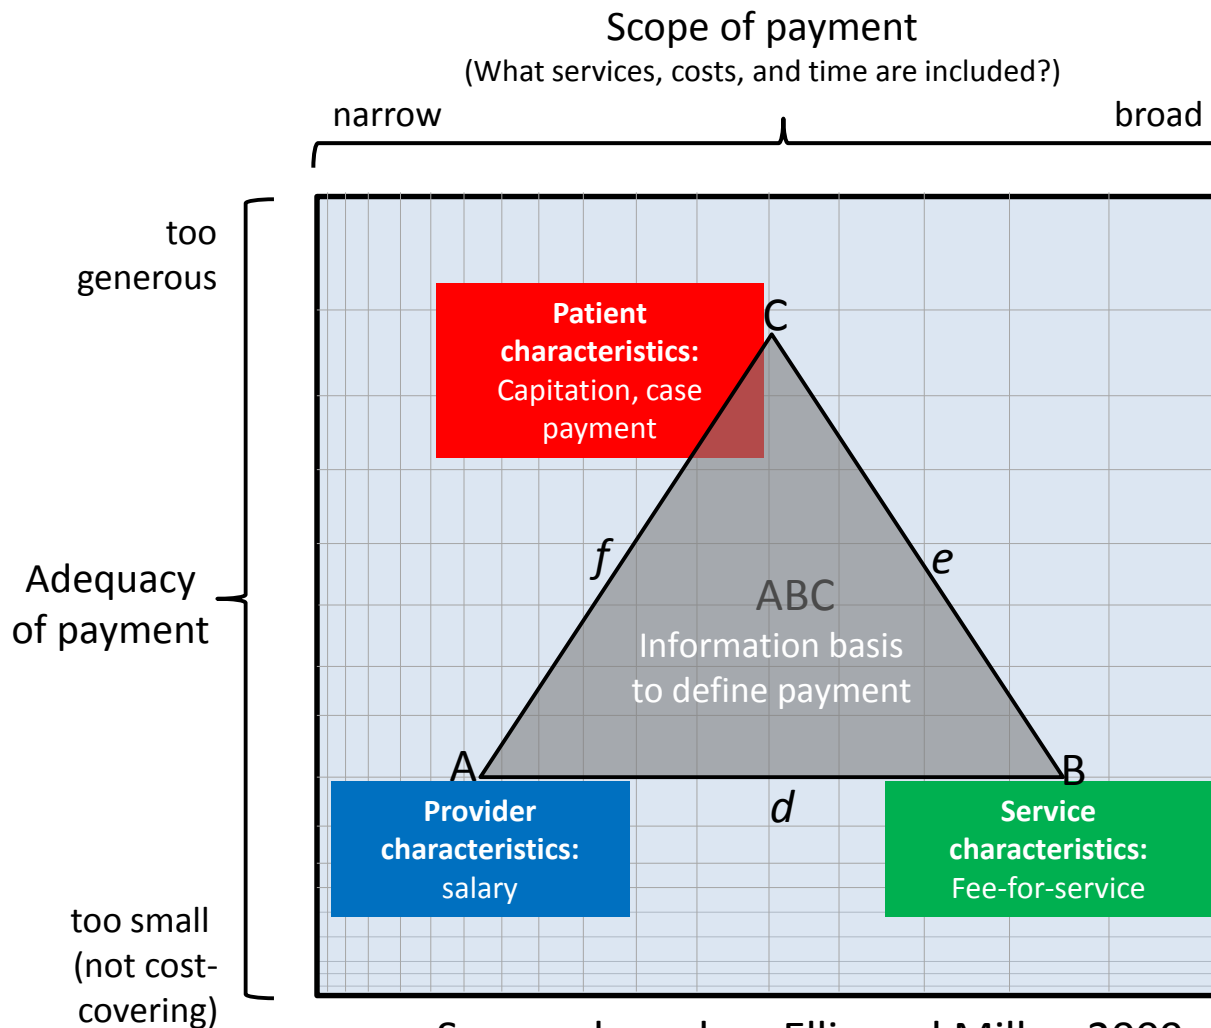 Scope of payment
(What services, costs, and time are included?)
narrow
broad
too
generous
Patient
characteristics:
Capitation, case
payment
C
f
e
Adequacy
of payment
ABC
Information basis
to define payment
A
B
d
Provider
characteristics:
salary
Service
characteristics:
Fee-for-service
too small
(not cost-
covering)